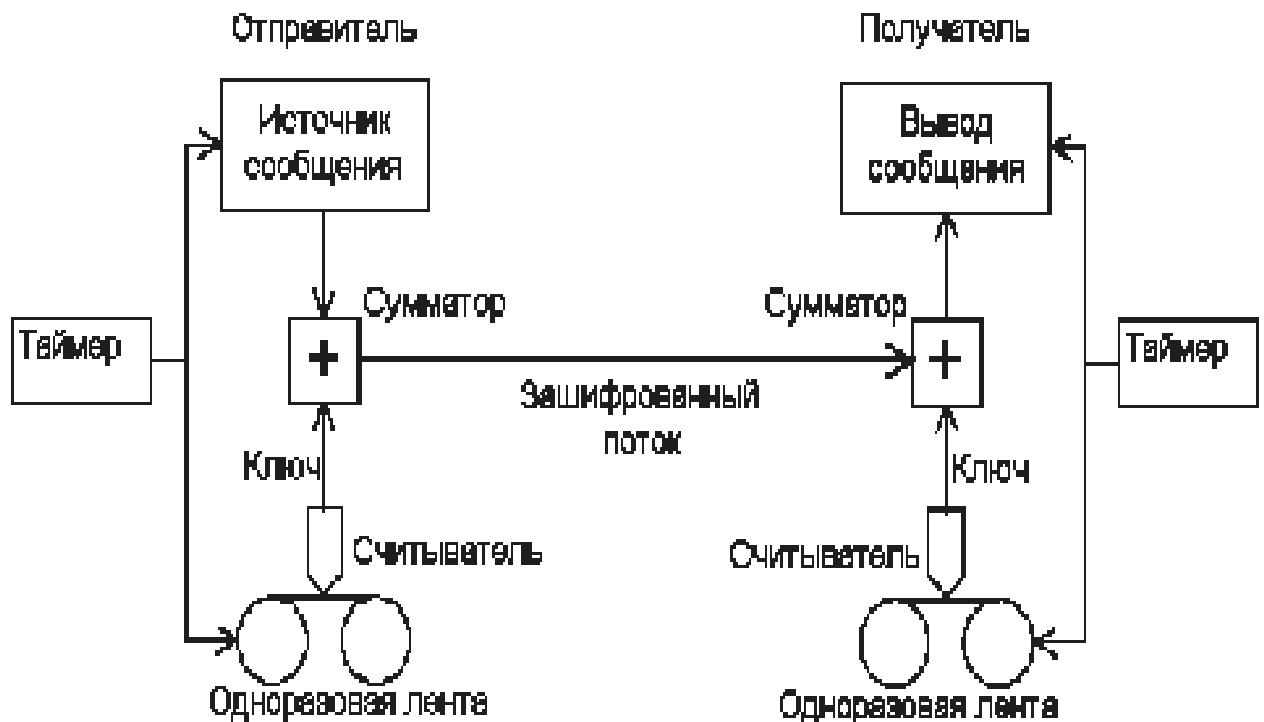 Отправитель
Получатель
Источник
сообщения
Вывод
сообщения
Сумматор
Сумматор
Таймер
+
+
Таймер
Зашифрованный
поток
Ключ
Ключ
Считыватель
Считыватель
Одноразовая лента
Одноразовая лента